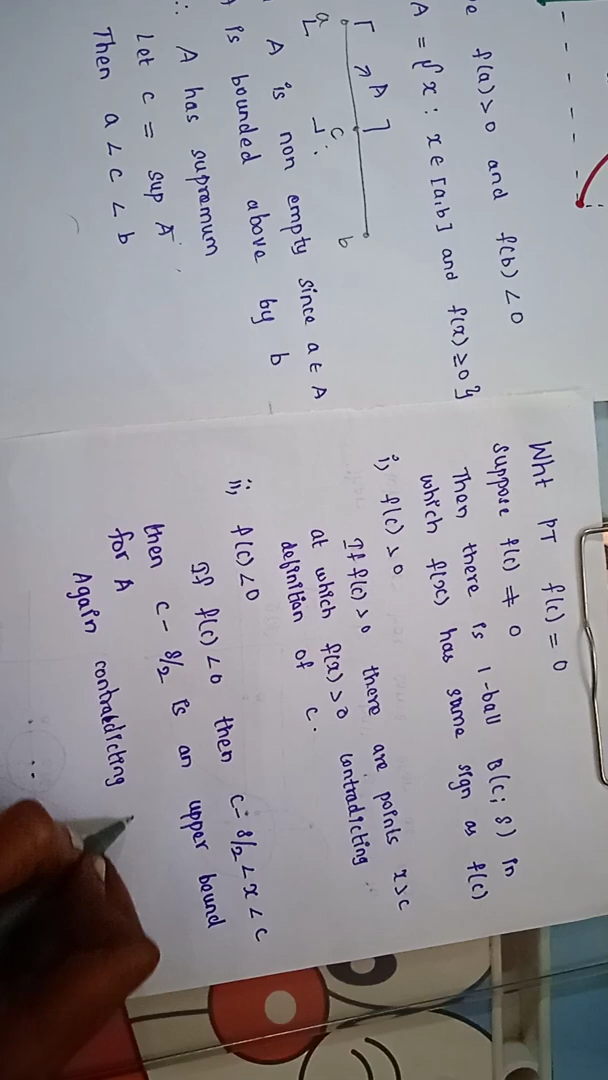 f(a)>0 and f(b)<0
A = {x : x ∈ [a,b] and f(x) ≥ 0}
[ A ]
a c b
A is non empty since a ∈ A
is bounded above by b
∴ A has supremum
Let c = sup A.
Then a < c < b
Wht PT f(c) = 0
Suppose f(c) ≠ 0
Then there is 1-ball B(c; δ) in
which f(x) has same sign as f(c)
i, f(c) > 0
If f(c) > 0 there are points x>c
at which f(x) > 0 contradicting
definition of c.
ii, f(c) < 0
If f(c) < 0 then c - δ/2 < x < c
then c - δ/2 is an upper bound
for A
Again contradicting